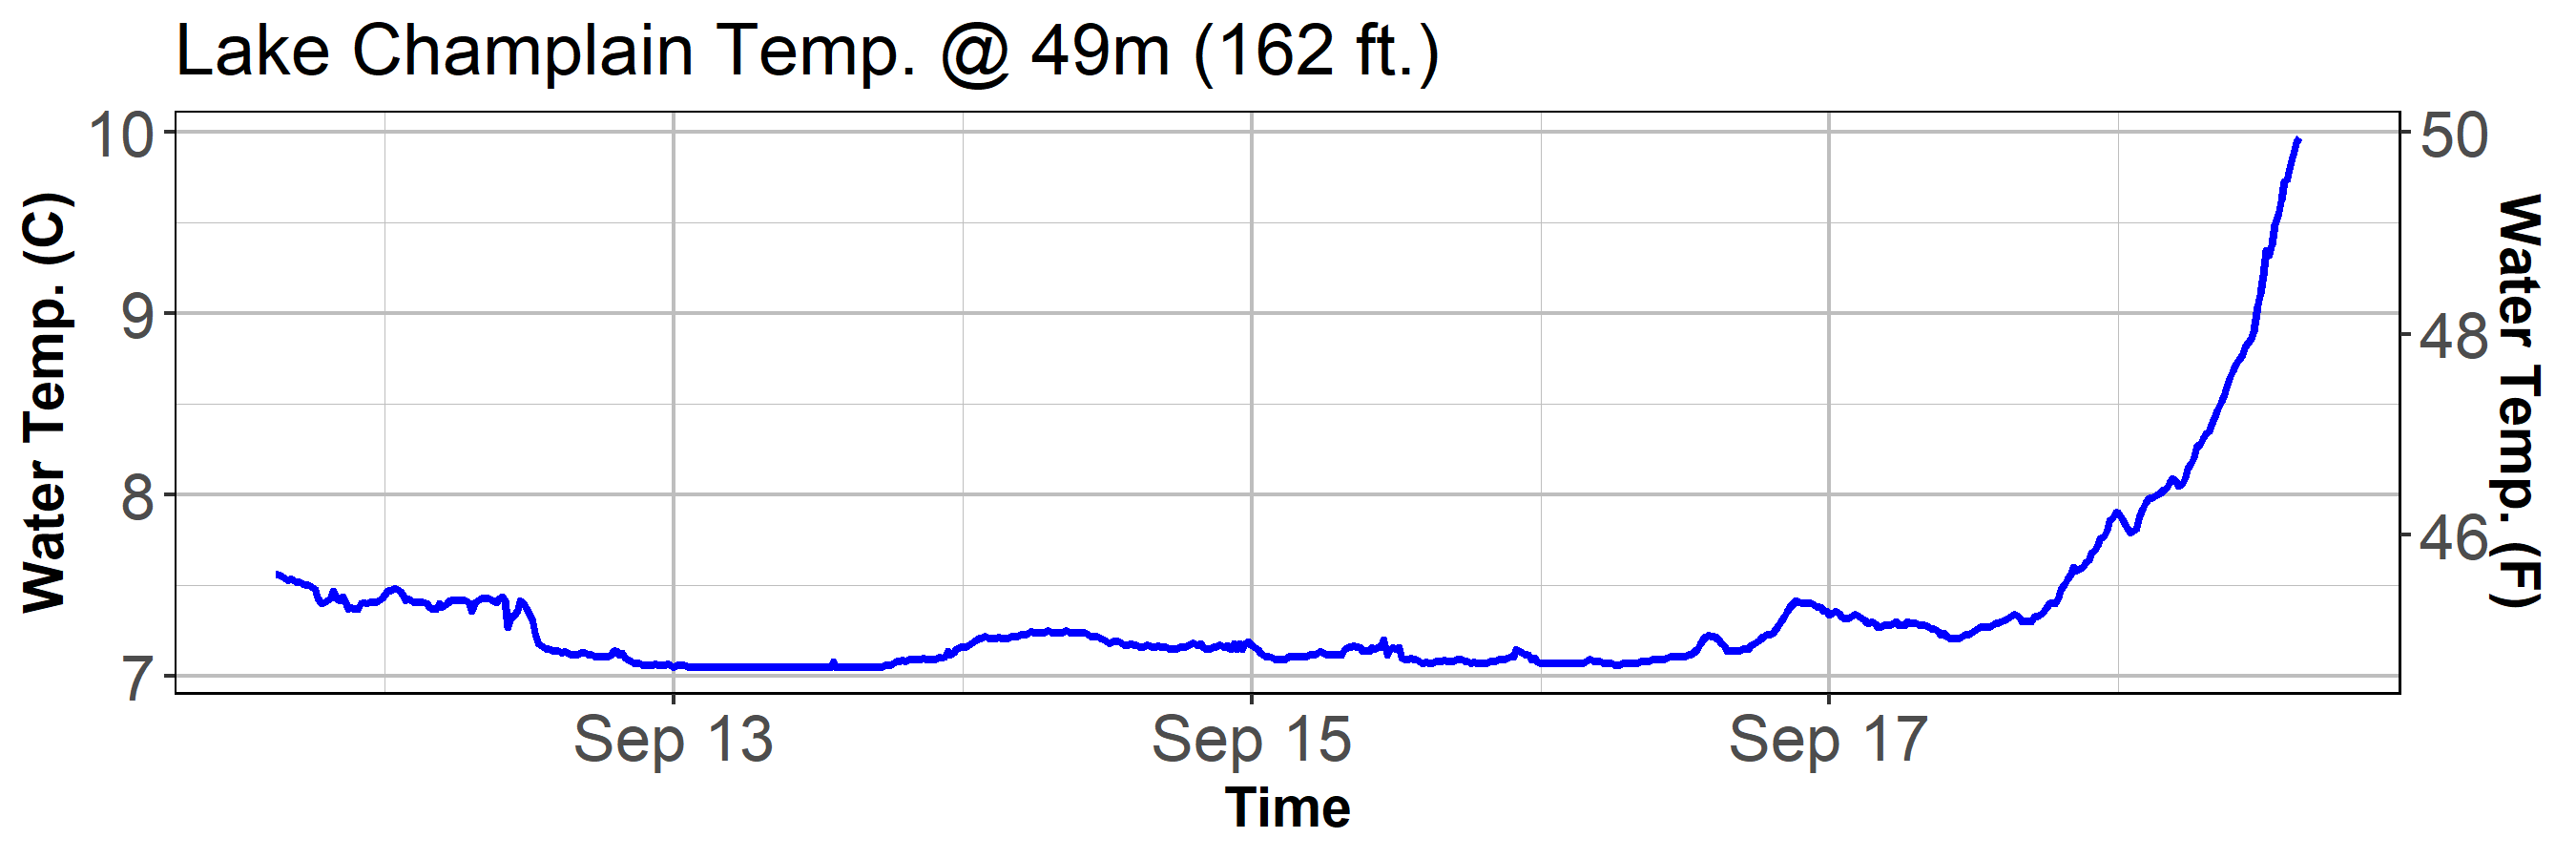 Lake Champlain Temp. @ 49m (162 ft.)
Water Temp. (C)
10
9
8
7
50
48
46
Water Temp. (F)
Sep 13
Sep 15
Sep 17
Time